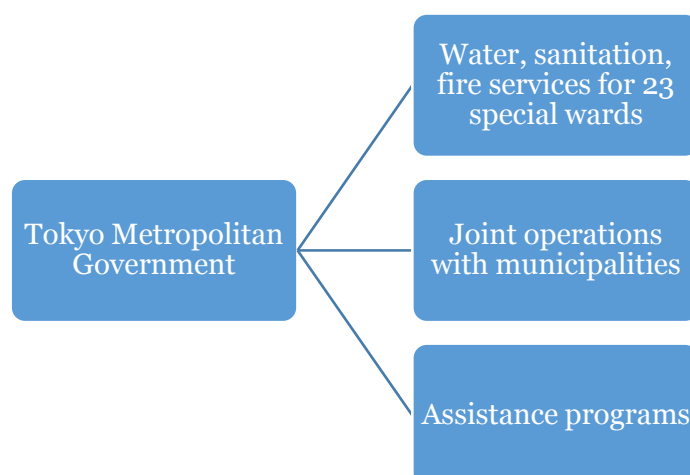 Water, sanitation,
fire services for 23
special wards
Tokyo Metropolitan
Government
Joint operations
with municipalities
Assistance programs